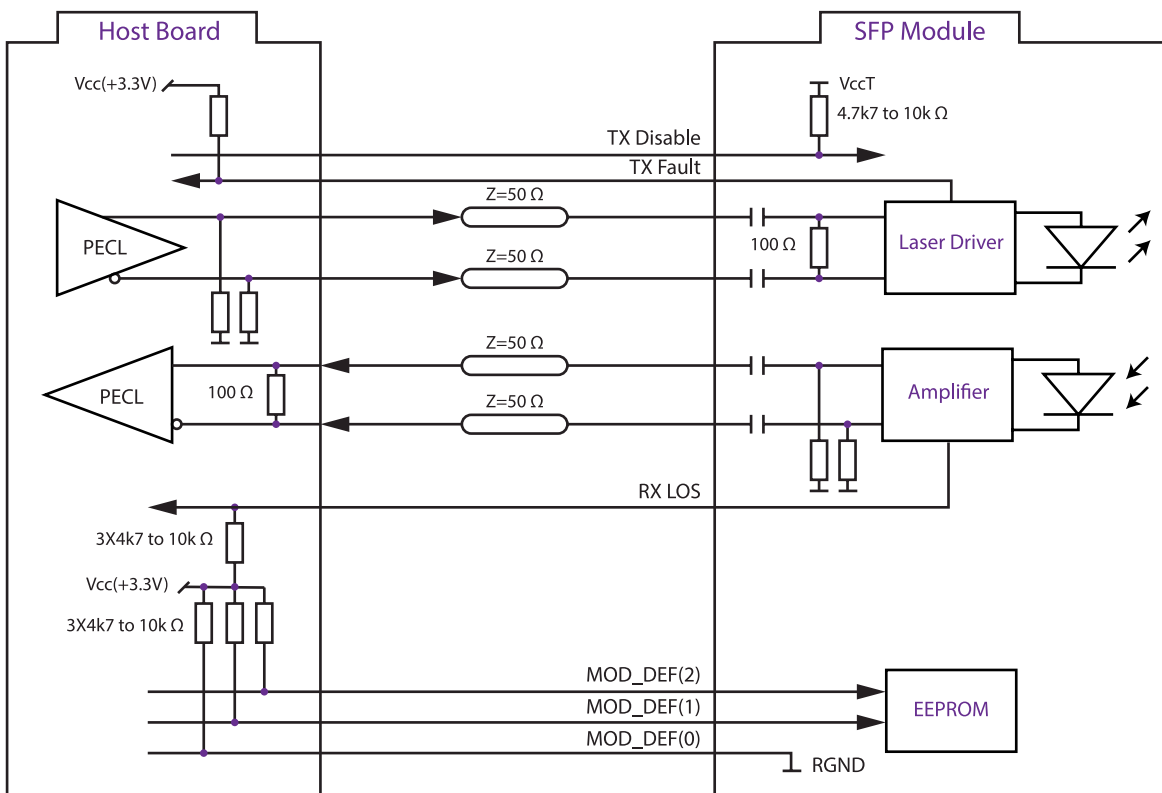 Host Board
SFP Module
Vcc(+3.3V)
VccT
4.7k7 to 10k Ω
TX Disable
TX Fault
Z=50 Ω
PECL
100 Ω
Laser Driver
Z=50 Ω
Z=50 Ω
PECL
100 Ω
Amplifier
Z=50 Ω
RX LOS
3X4k7 to 10k Ω
Vcc(+3.3V)
3X4k7 to 10k Ω
MOD_DEF(2)
MOD_DEF(1)
EEPROM
MOD_DEF(0)
RGND